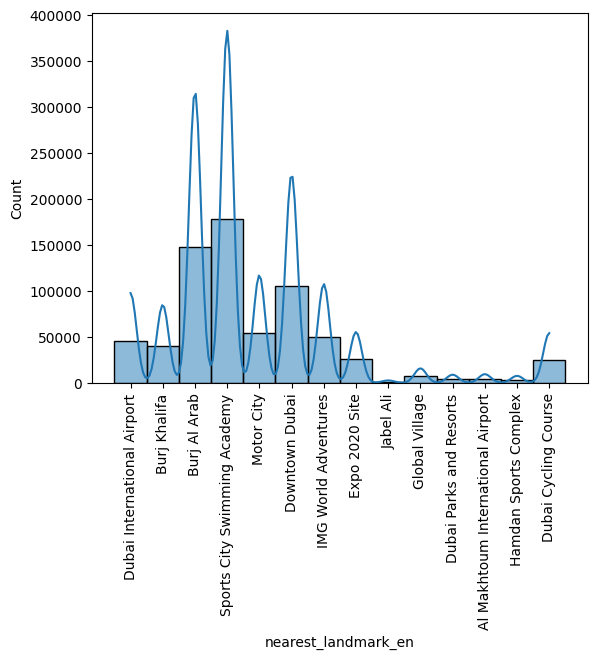 400000
350000
300000
250000
200000
150000
100000
50000
0
Count
Dubai International Airport
Burj Khalifa
Burj Al Arab
Sports City Swimming Academy
Motor City
Downtown Dubai
IMG World Adventures
Expo 2020 Site
Jabel Ali
Global Village
Dubai Parks and Resorts
Al Makhtoum International Airport
Hamdan Sports Complex
Dubai Cycling Course
nearest_landmark_en